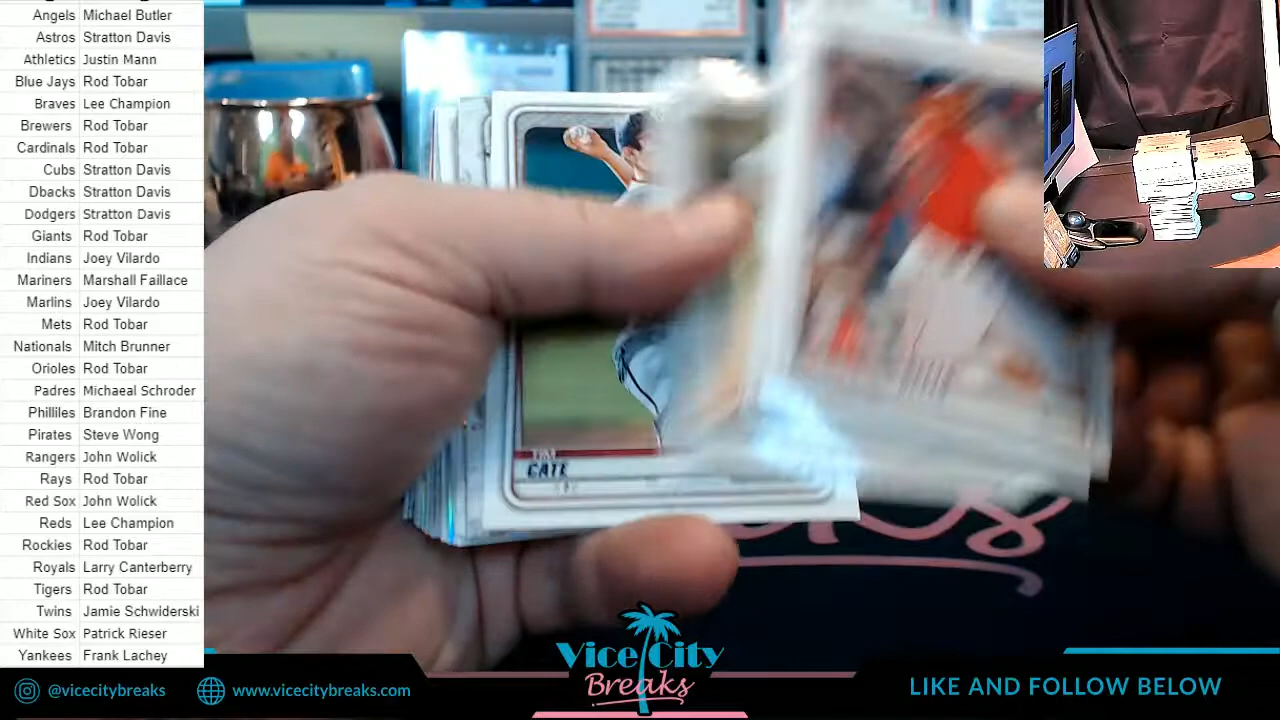 Angels Michael Butler
Astros Stratton Davis
Athletics Justin Mann
Blue Jays Rod Tobar
Braves Lee Champion
Brewers Rod Tobar
Cardinals Rod Tobar
Cubs Stratton Davis
Dbacks Stratton Davis
Dodgers Stratton Davis
Giants Rod Tobar
Indians Joey Vilardo
Mariners Marshall Faillace
Marlins Joey Vilardo
Mets Rod Tobar
Nationals Mitch Brunner
Orioles Rod Tobar
Padres Michaeal Schroder
Philliles Brandon Fine
Pirates Steve Wong
Rangers John Wolick
Rays Rod Tobar
Red Sox John Wolick
Reds Lee Champion
Rockies Rod Tobar
Royals Larry Canterberry
Tigers Rod Tobar
Twins Jamie Schwiderski
White Sox Patrick Rieser
Yankees Frank Lachey
TIM
CATE
@vicecitybreaks
www.vicecitybreaks.com
Vice City
Breaks
LIKE AND FOLLOW BELOW